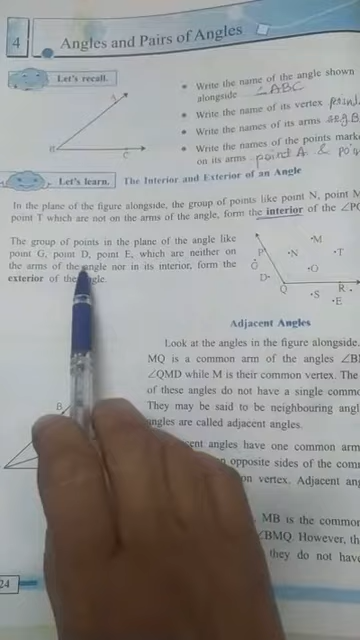 4 Angles and Pairs of Angles
Let's recall.
• Write the name of the angle shown
alongside ∠ABC
• Write the name of its vertex
• Write the names of its arms seg B
• Write the names of the points
on its arms point A &
A
B
C
Let's learn. The Interior and Exterior of an Angle
In the plane of the figure alongside, the group of points like point N, point M
point T which are not on the arms of the angle, form the interior of the
The group of points in the plane of the angle like
point G, point D, point E, which are neither on
the arms of the angle nor in its interior, form the
exterior of the
P
•N
•M
•T
G
•O
D•
Q
R
•S
•E
Adjacent Angles
Look at the angles in the figure alongside.
MQ is a common arm of the angles
∠QMD while M is their common vertex. The
of these angles do not have a single
They may be said to be neighbouring
angles are called adjacent angles.
B
angles have one common arm
opposite sides of the
vertex. Adjacent
MB is the common
∠BMQ. However,
they do not have
24